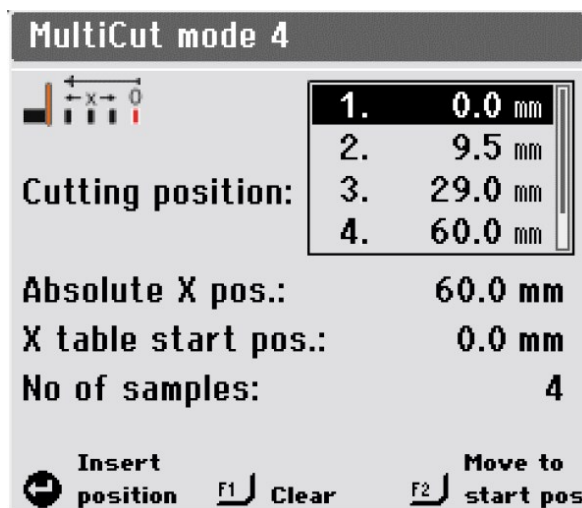 MultiCut mode 4
← x → 0
Cutting position:
1. 0.0 mm
2. 9.5 mm
3. 29.0 mm
4. 60.0 mm
Absolute X pos.: 60.0 mm
X table start pos.: 0.0 mm
No of samples: 4
Insert position
F1 Clear
F2 Move to start pos